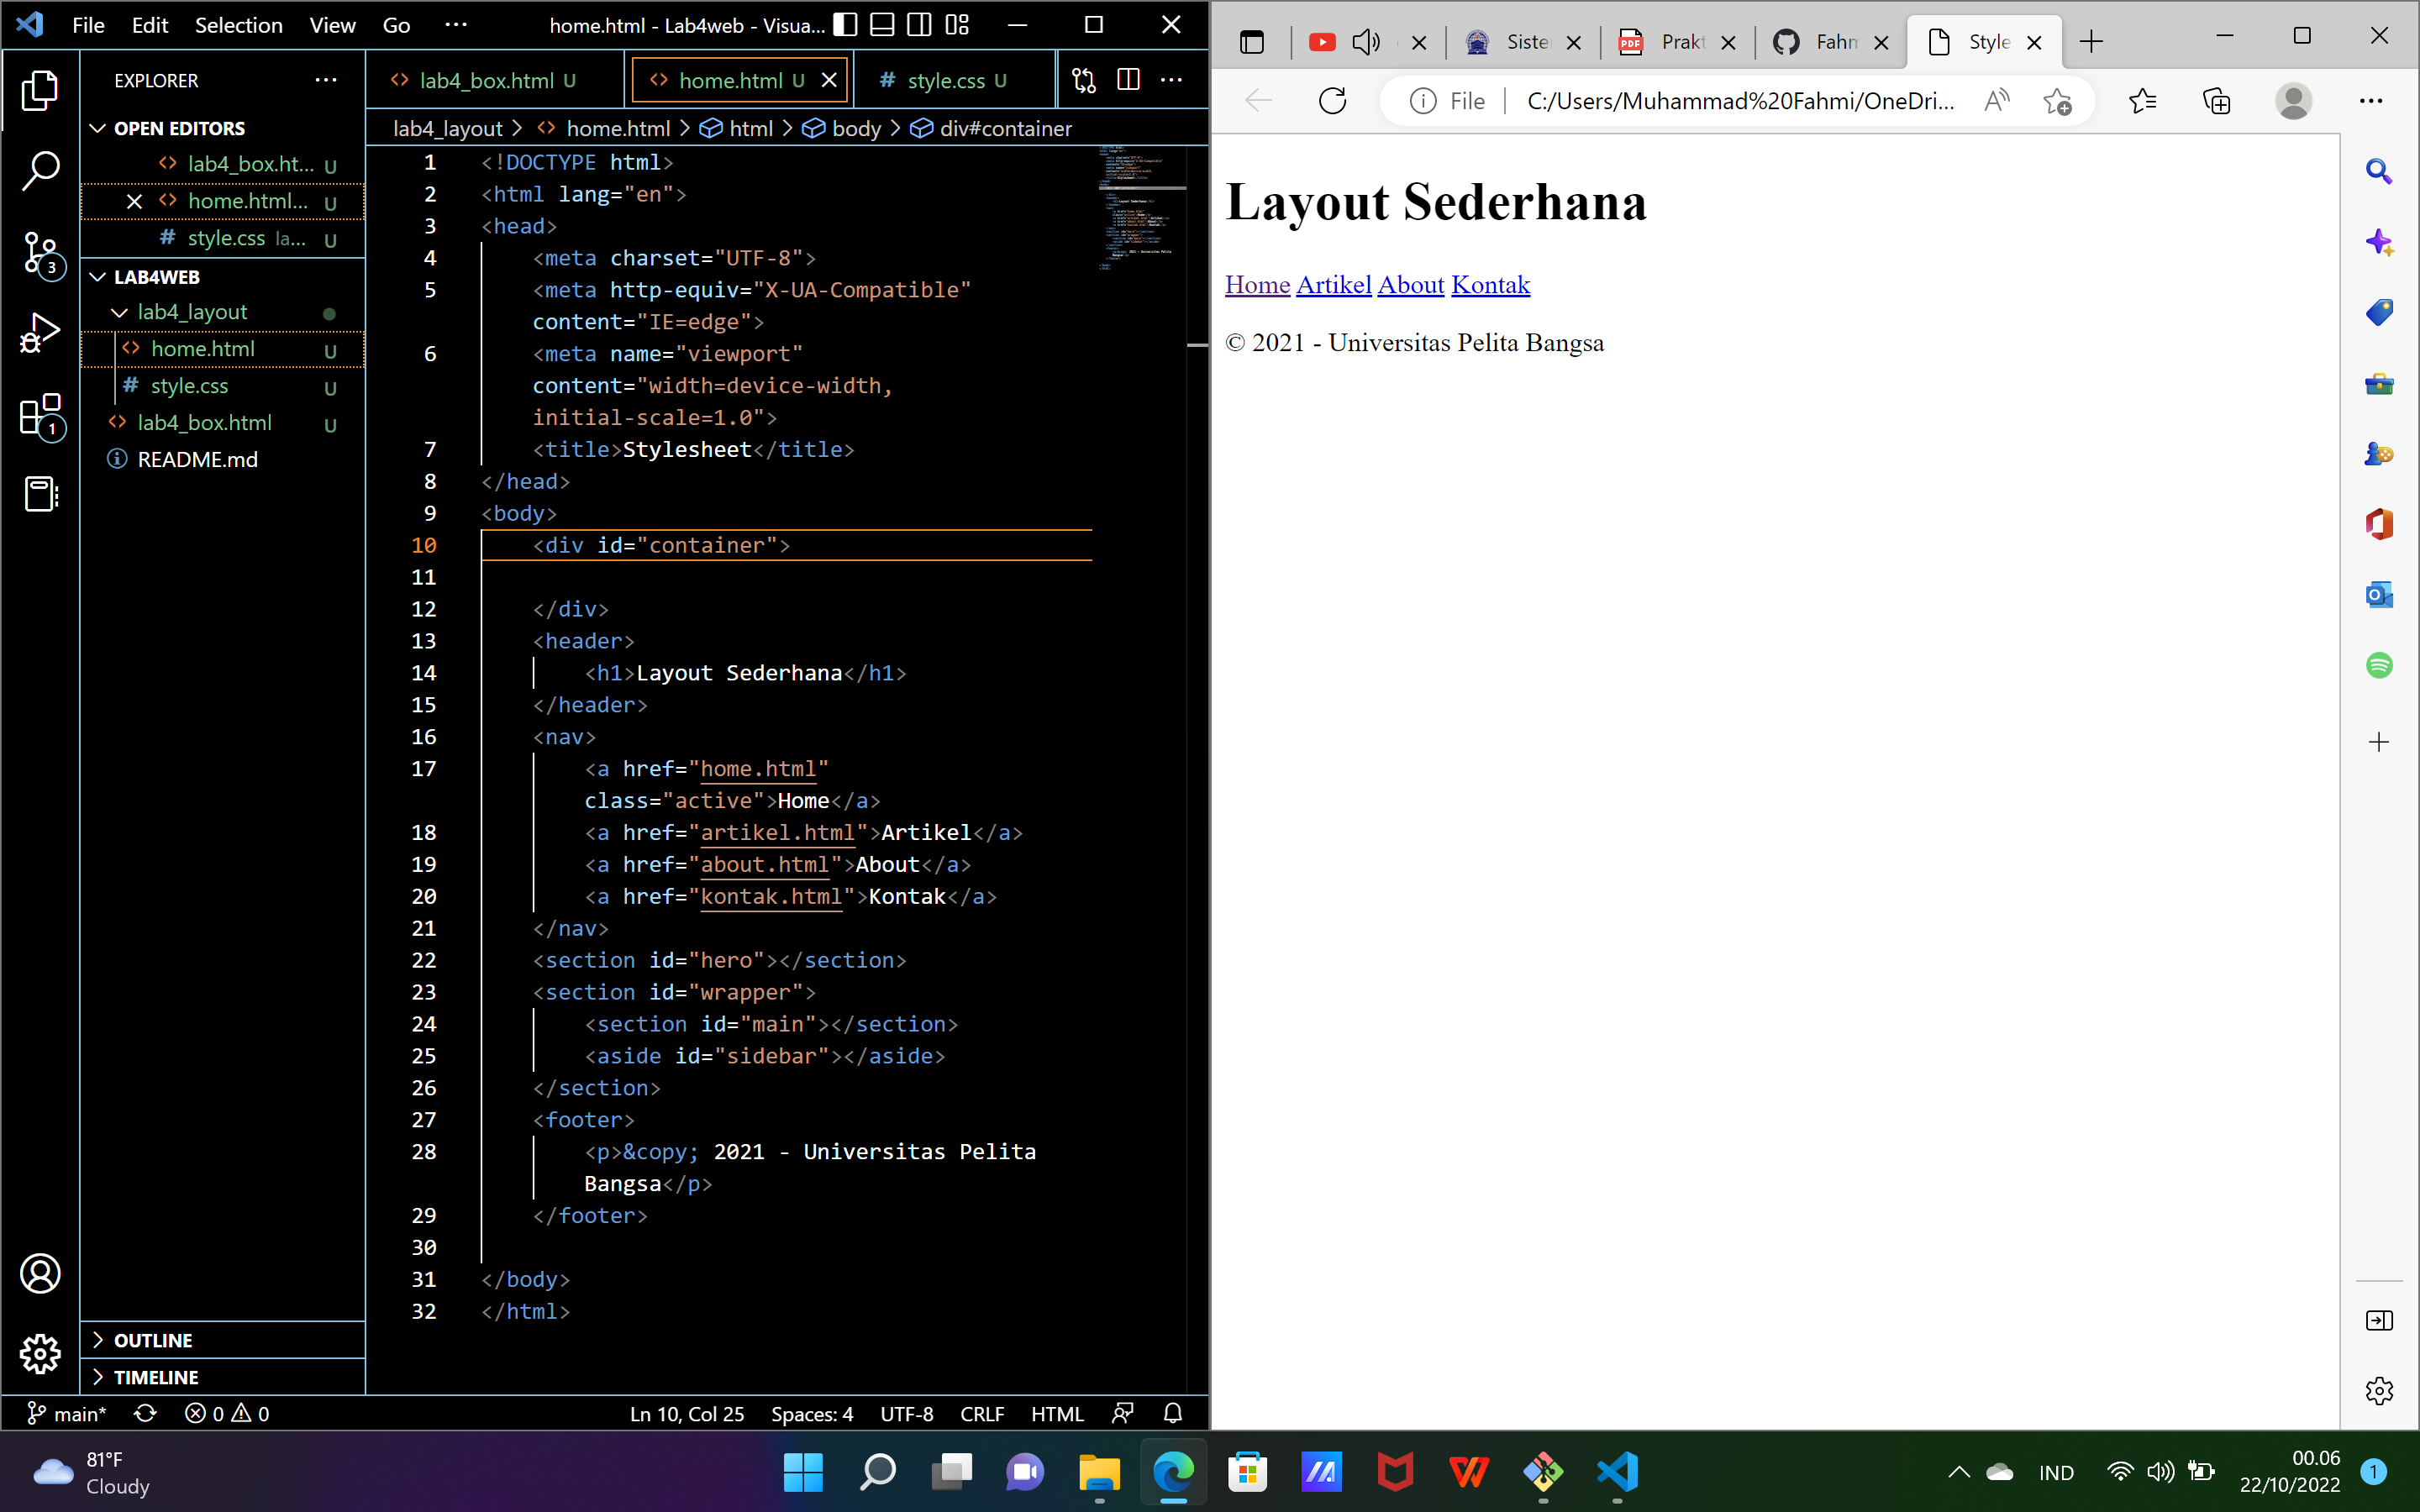 File Edit Selection View Go ··· home.html - Lab4web - Visua...
EXPLORER
OPEN EDITORS
lab4_box.ht... U
home.html... U
style.css la... U
LAB4WEB
lab4_layout
home.html U
style.css U
lab4_box.html U
README.md
OUTLINE
TIMELINE
3
1
lab4_box.html U home.html U style.css U
lab4_layout > home.html > html > body > div#container
1 <!DOCTYPE html>
2 <html lang="en">
3 <head>
4 <meta charset="UTF-8">
5 <meta http-equiv="X-UA-Compatible"
content="IE=edge">
6 <meta name="viewport"
content="width=device-width,
initial-scale=1.0">
7 <title>Stylesheet</title>
8 </head>
9 <body>
10 <div id="container">
11
12 </div>
13 <header>
14 <h1>Layout Sederhana</h1>
15 </header>
16 <nav>
17 <a href="home.html"
class="active">Home</a>
18 <a href="artikel.html">Artikel</a>
19 <a href="about.html">About</a>
20 <a href="kontak.html">Kontak</a>
21 </nav>
22 <section id="hero"></section>
23 <section id="wrapper">
24 <section id="main"></section>
25 <aside id="sidebar"></aside>
26 </section>
27 <footer>
28 <p>&copy; 2021 - Universitas Pelita
Bangsa</p>
29 </footer>
30
31 </body>
32 </html>
main* 0 0 Ln 10, Col 25 Spaces: 4 UTF-8 CRLF HTML
Siste Prakt Fahm Style
File C:/Users/Muhammad%20Fahmi/OneDri...
Layout Sederhana
Home Artikel About Kontak
© 2021 - Universitas Pelita Bangsa
81°F
Cloudy
IND
00.06
22/10/2022
1